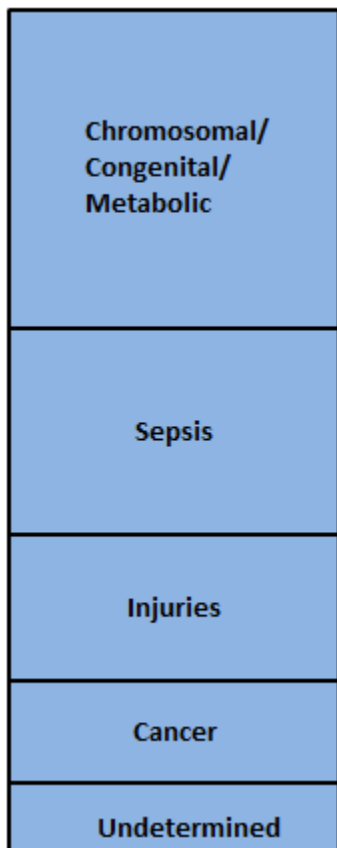 Chromosomal/
Congenital/
Metabolic
Sepsis
Injuries
Cancer
Undetermined